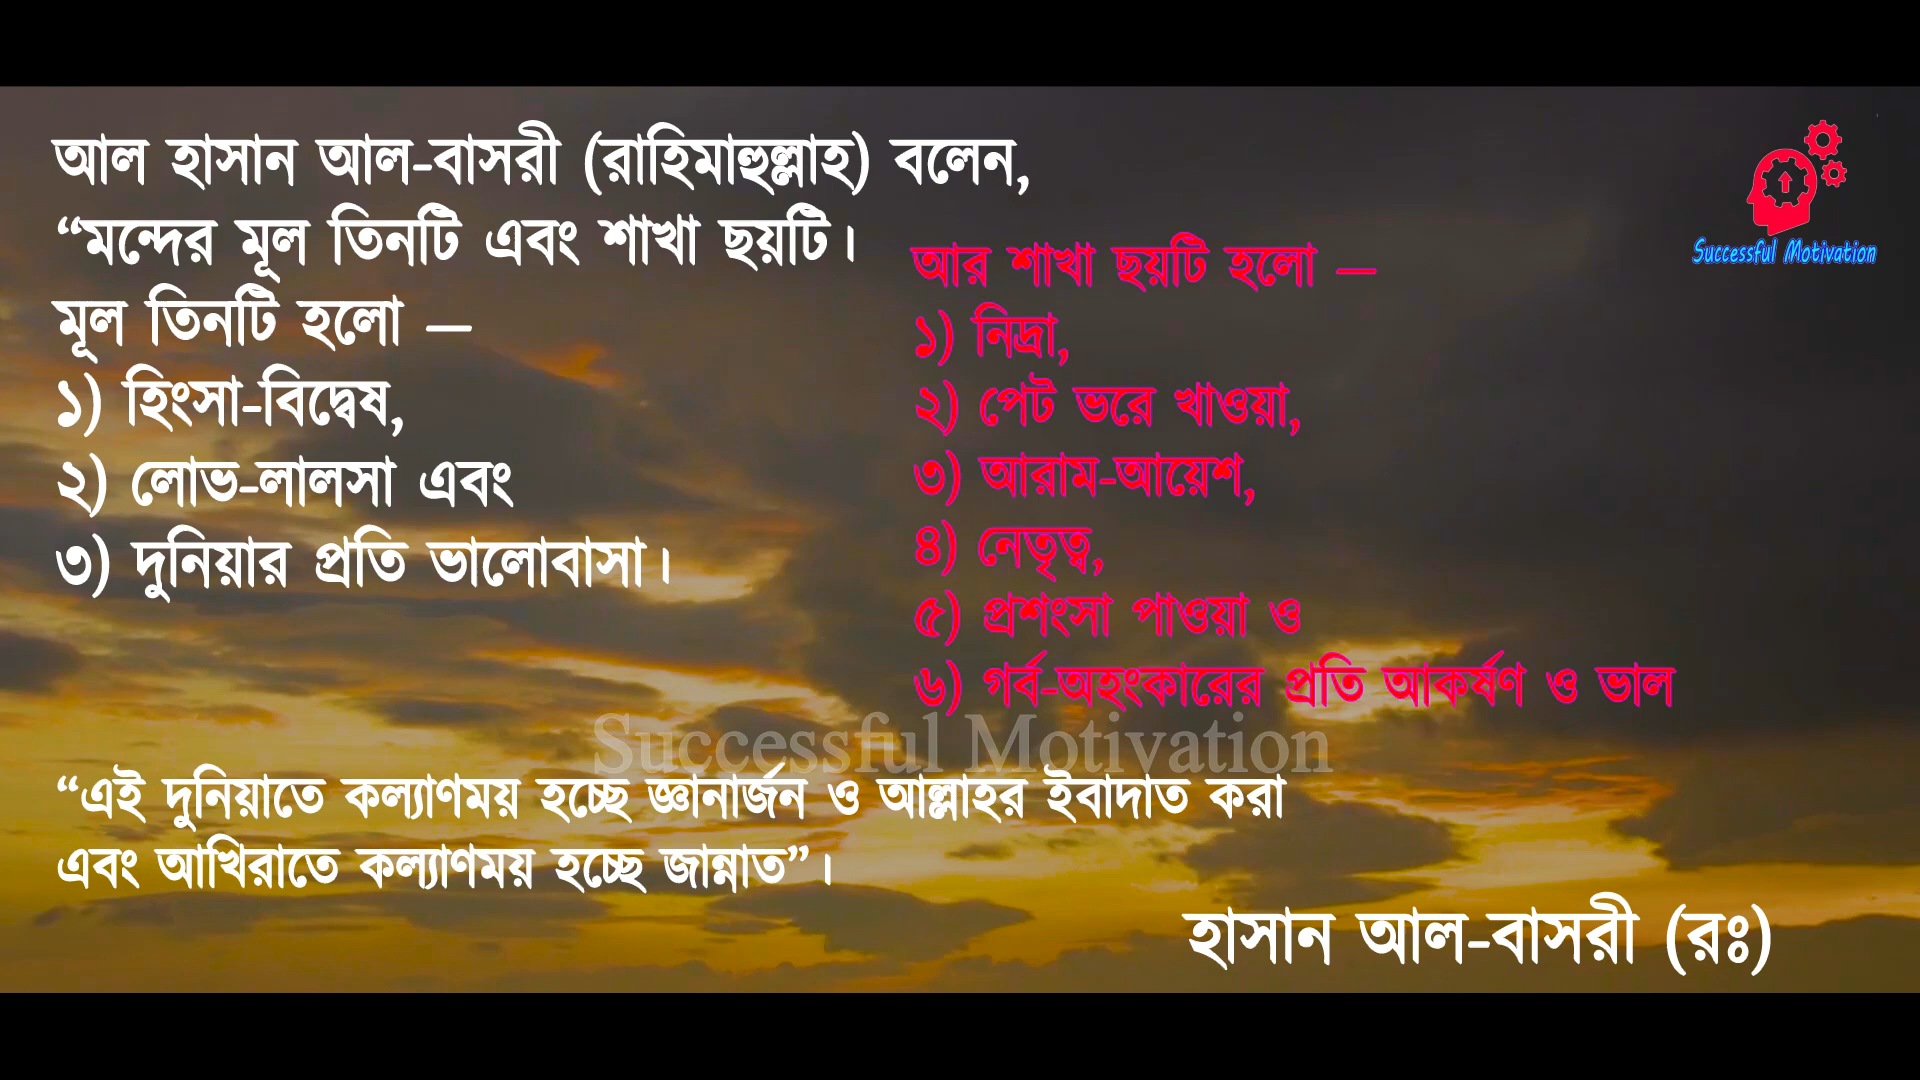 আল হাসান আল-বাসরী (রাহিমাহুল্লাহ) বলেন,
“মন্দের মূল তিনটি এবং শাখা ছয়টি।
মূল তিনটি হলো —
১) হিংসা-বিদ্বেষ,
২) লোভ-লালসা এবং
৩) দুনিয়ার প্রতি ভালোবাসা।
আর শাখা ছয়টি হলো —
১) নিদ্রা,
২) পেট ভরে খাওয়া,
৩) আরাম-আয়েশ,
৪) নেতৃত্ব,
৫) প্রশংসা পাওয়া ও
৬) গর্ব-অহংকারের প্রতি আকর্ষণ ও ভাল
Successful Motivation
Successful Motivation
“এই দুনিয়াতে কল্যাণময় হচ্ছে জ্ঞানার্জন ও আল্লাহর ইবাদাত করা
এবং আখিরাতে কল্যাণময় হচ্ছে জান্নাত”।
হাসান আল-বাসরী (রঃ)